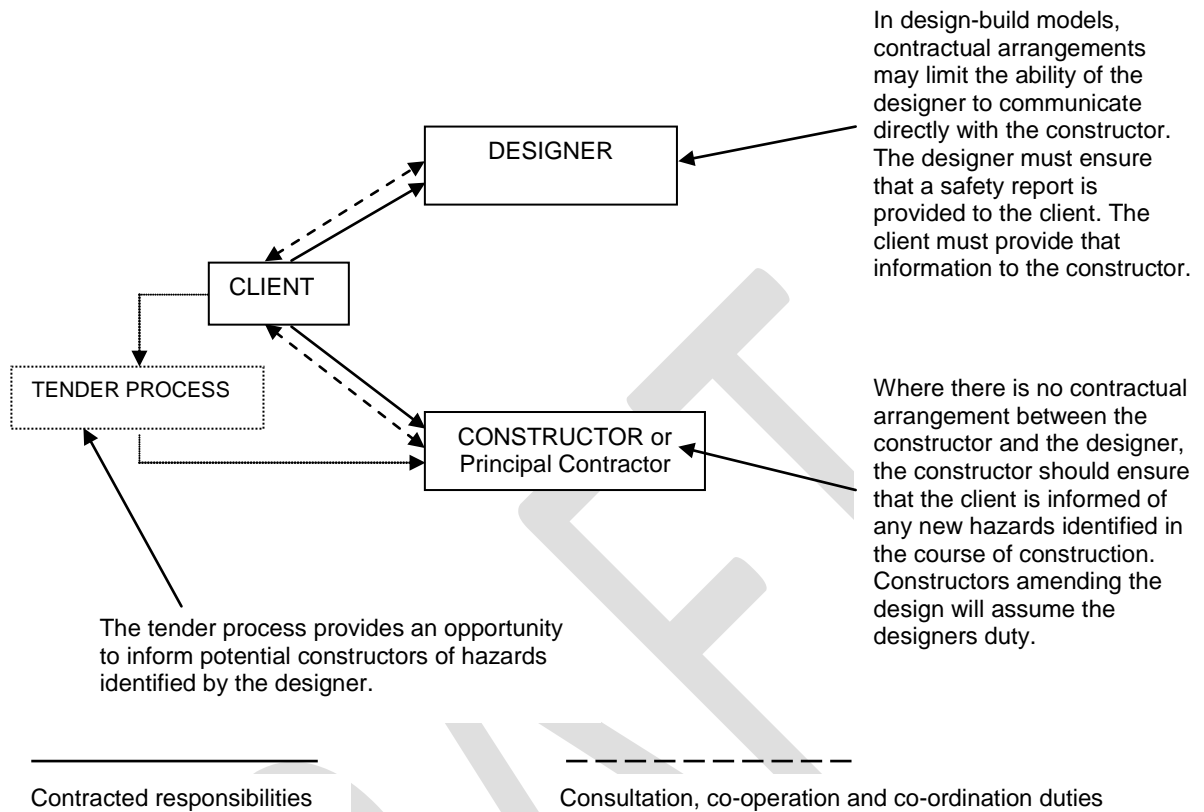 In design-build models,
contractual arrangements
may limit the ability of the
designer to communicate
directly with the constructor.
The designer must ensure
that a safety report is
provided to the client. The
client must provide that
information to the constructor.
DESIGNER
CLIENT
TENDER PROCESS
CONSTRUCTOR or
Principal Contractor
Where there is no contractual
arrangement between the
constructor and the designer,
the constructor should ensure
that the client is informed of
any new hazards identified in
the course of construction.
Constructors amending the
design will assume the
designers duty.
The tender process provides an opportunity
to inform potential constructors of hazards
identified by the designer.
Contracted responsibilities
Consultation, co-operation and co-ordination duties
DRAFT